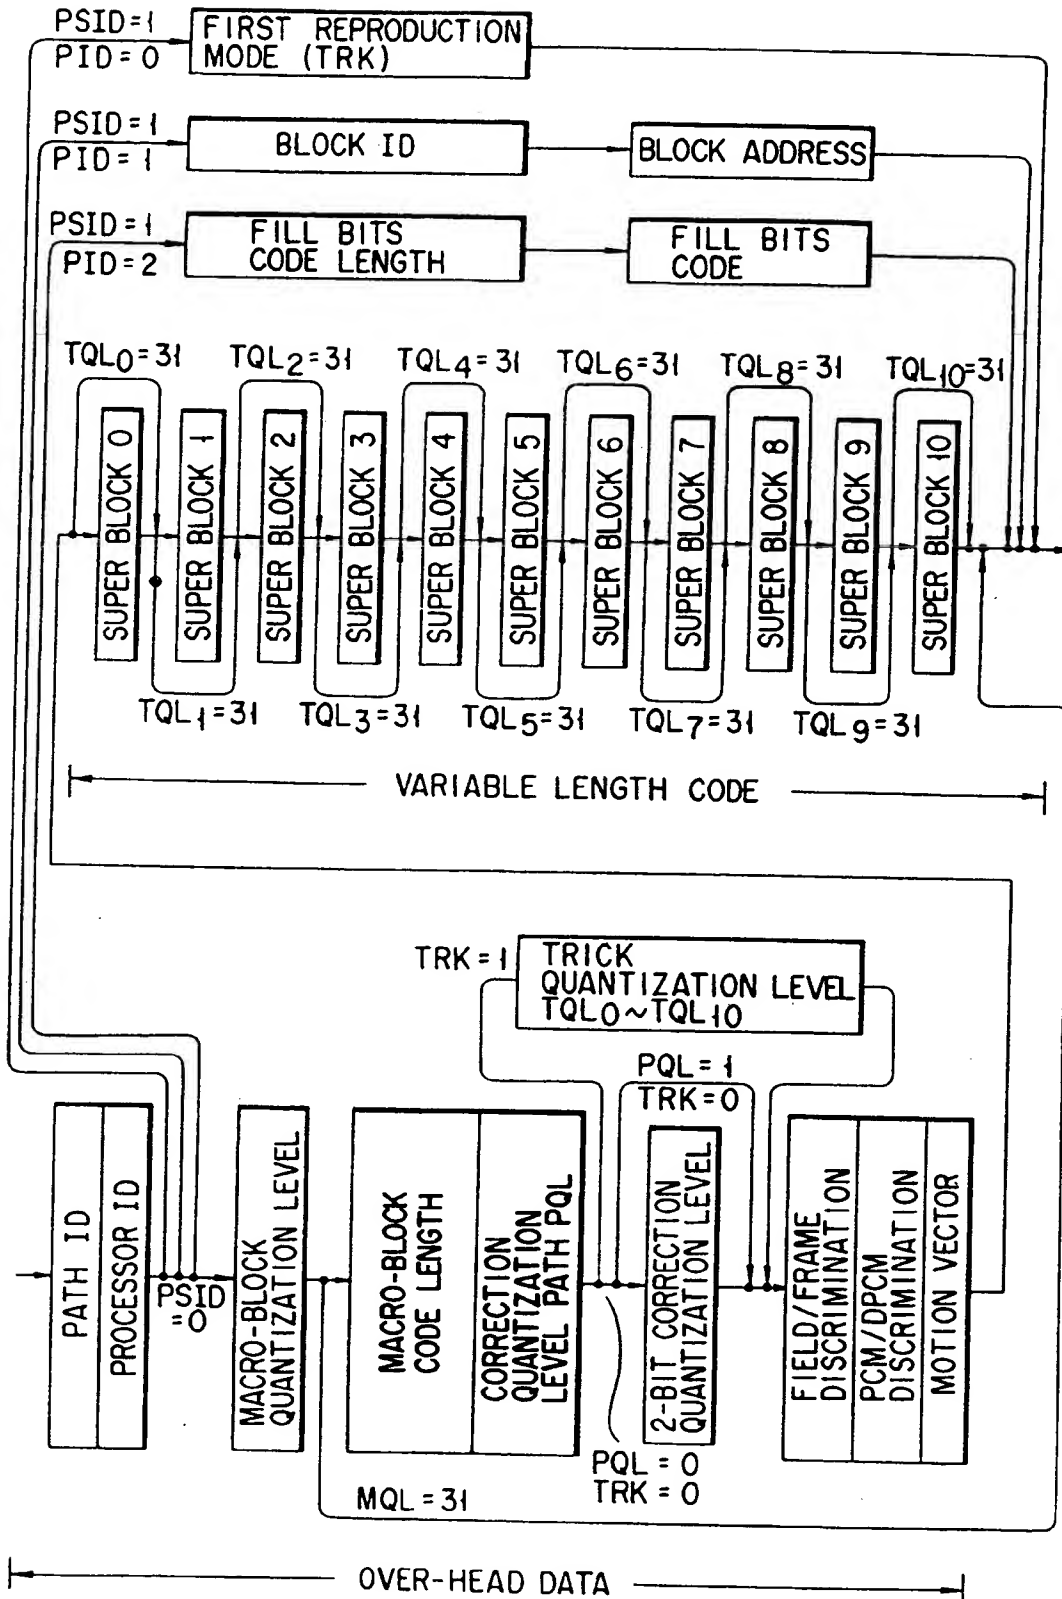 PSID=1
PID=0
FIRST REPRODUCTION
MODE (TRK)
PSID=1
PID=1
BLOCK ID
BLOCK ADDRESS
PSID=1
PID=2
FILL BITS
CODE LENGTH
FILL BITS
CODE
TQL0=31
TQL2=31
TQL4=31
TQL6=31
TQL8=31
TQL10=31
SUPER BLOCK 0
SUPER BLOCK 1
SUPER BLOCK 2
SUPER BLOCK 3
SUPER BLOCK 4
SUPER BLOCK 5
SUPER BLOCK 6
SUPER BLOCK 7
SUPER BLOCK 8
SUPER BLOCK 9
SUPER BLOCK 10
TQL1=31
TQL3=31
TQL5=31
TQL7=31
TQL9=31
VARIABLE LENGTH CODE
TRK=1
TRICK
QUANTIZATION LEVEL
TQL0~TQL10
PQL=1
TRK=0
PATH ID
PROCESSOR ID
PSID
=0
MACRO-BLOCK
QUANTIZATION LEVEL
MACRO-BLOCK
CODE LENGTH
CORRECTION
QUANTIZATION
LEVEL PATH PQL
2-BIT CORRECTION
QUANTIZATION LEVEL
FIELD/FRAME
DISCRIMINATION
PCM/DPCM
DISCRIMINATION
MOTION VECTOR
PQL=0
TRK=0
MQL=31
OVER-HEAD DATA